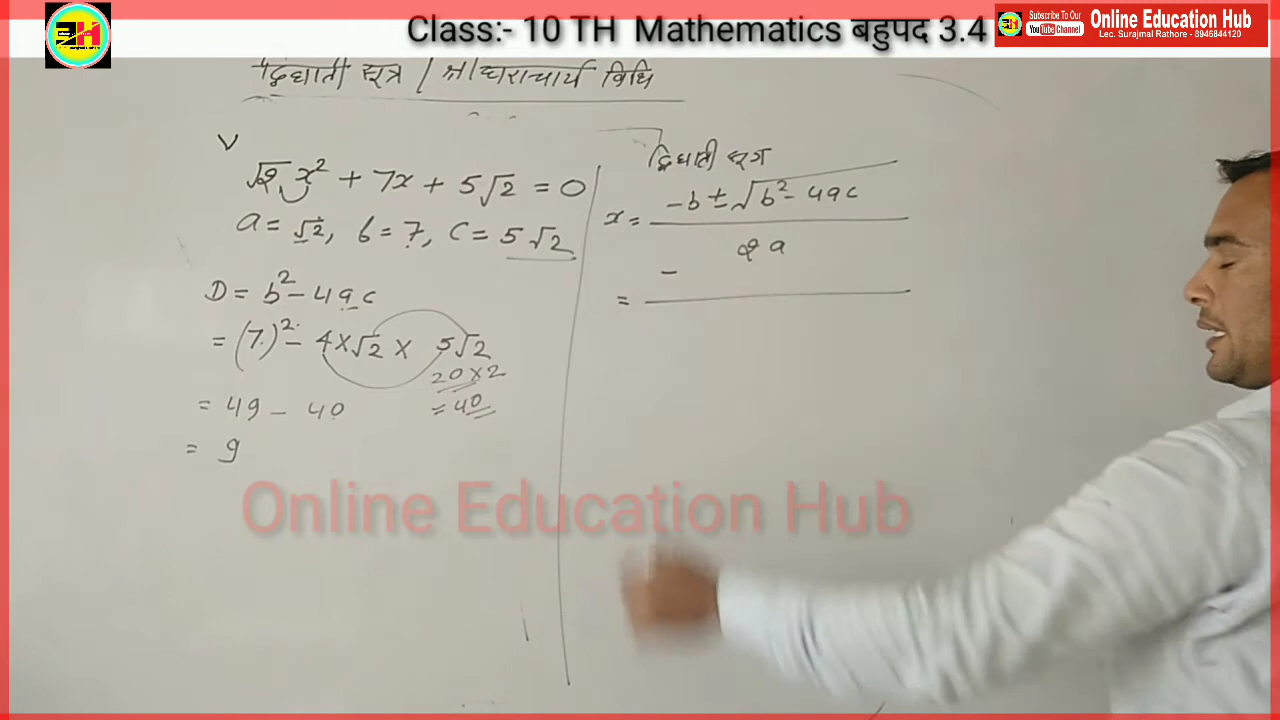 Class:- 10 TH Mathematics बहुपद 3.4
Subscribe To Our
YouTube Channel
Online Education Hub
Lec. Surajmal Rathore - 8946844120
द्विघाती सूत्र / श्रीधराचार्य विधि
V
√2 x² + 7x + 5√2 = 0
a = √2, b = 7, c = 5√2
D = b² - 4ac
= (7)² - 4×√2 × 5√2
20×2
= 40
= 49 - 40
= 9
द्विघाती सूत्र
x = -b ± √b² - 4ac
2a
= -
Online Education Hub